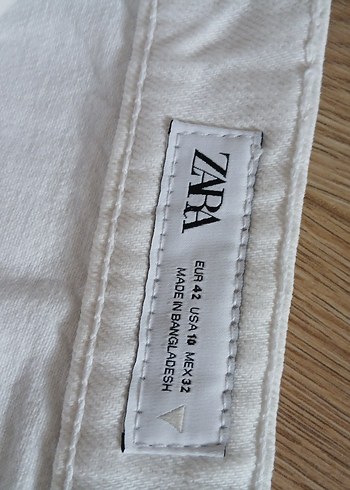 ZARA
EUR 42 USA 10 MEX 32
MADE IN BANGLADESH